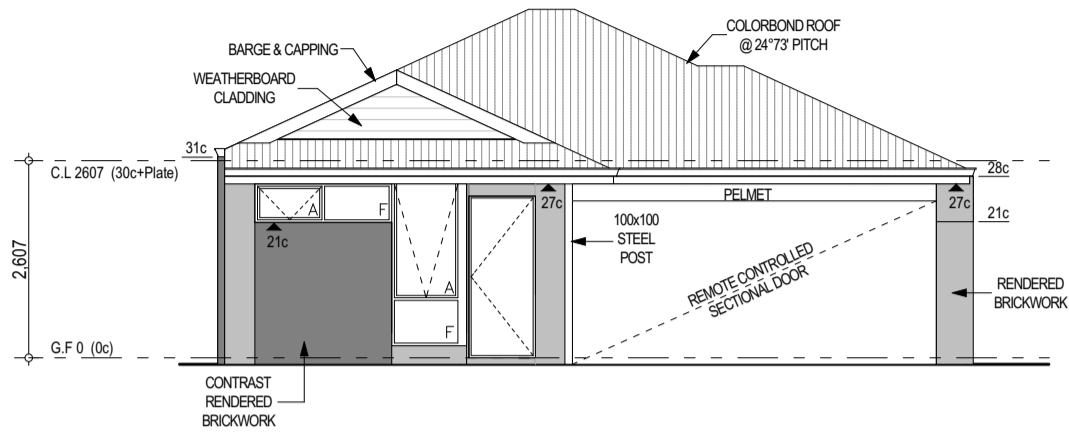 COLORBOND ROOF
@ 24°73' PITCH
BARGE & CAPPING
WEATHERBOARD
CLADDING
31c
C.L 2607 (30c+Plate)
28c
PELMET
A
F
27c
27c
21c
100x100
STEEL
POST
21c
2,607
A
F
REMOTE CONTROLLED
SECTIONAL DOOR
RENDERED
BRICKWORK
G.F 0 (0c)
CONTRAST
RENDERED
BRICKWORK